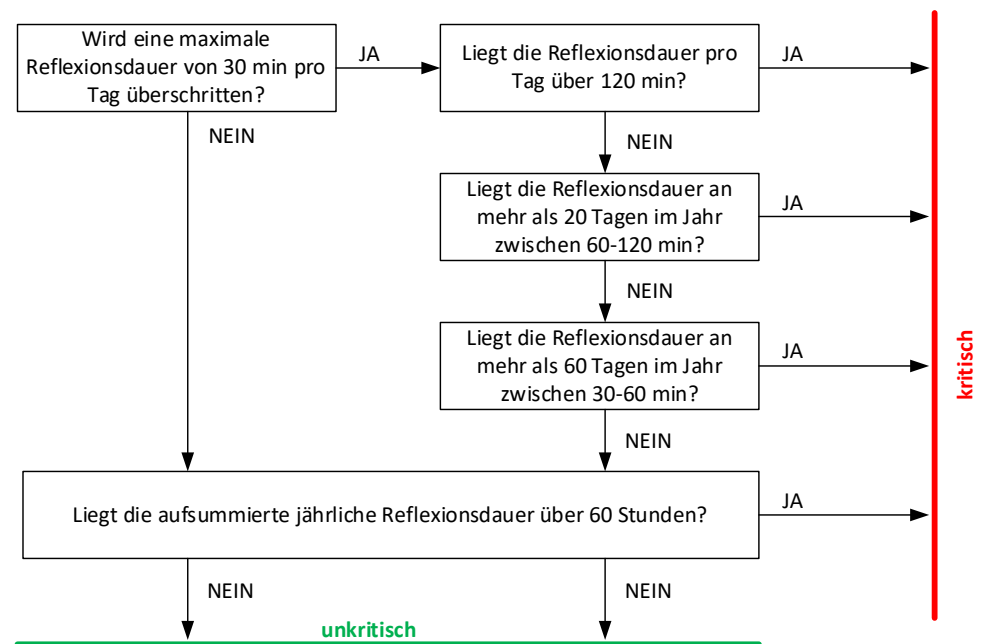 Wird eine maximale
Reflexionsdauer von 30 min pro
Tag überschritten?
JA
Liegt die Reflexionsdauer pro
Tag über 120 min?
JA
NEIN
NEIN
Liegt die Reflexionsdauer an
mehr als 20 Tagen im Jahr
zwischen 60-120 min?
JA
NEIN
Liegt die Reflexionsdauer an
mehr als 60 Tagen im Jahr
zwischen 30-60 min?
JA
kritisch
NEIN
Liegt die aufsummierte jährliche Reflexionsdauer über 60 Stunden?
JA
NEIN
NEIN
unkritisch